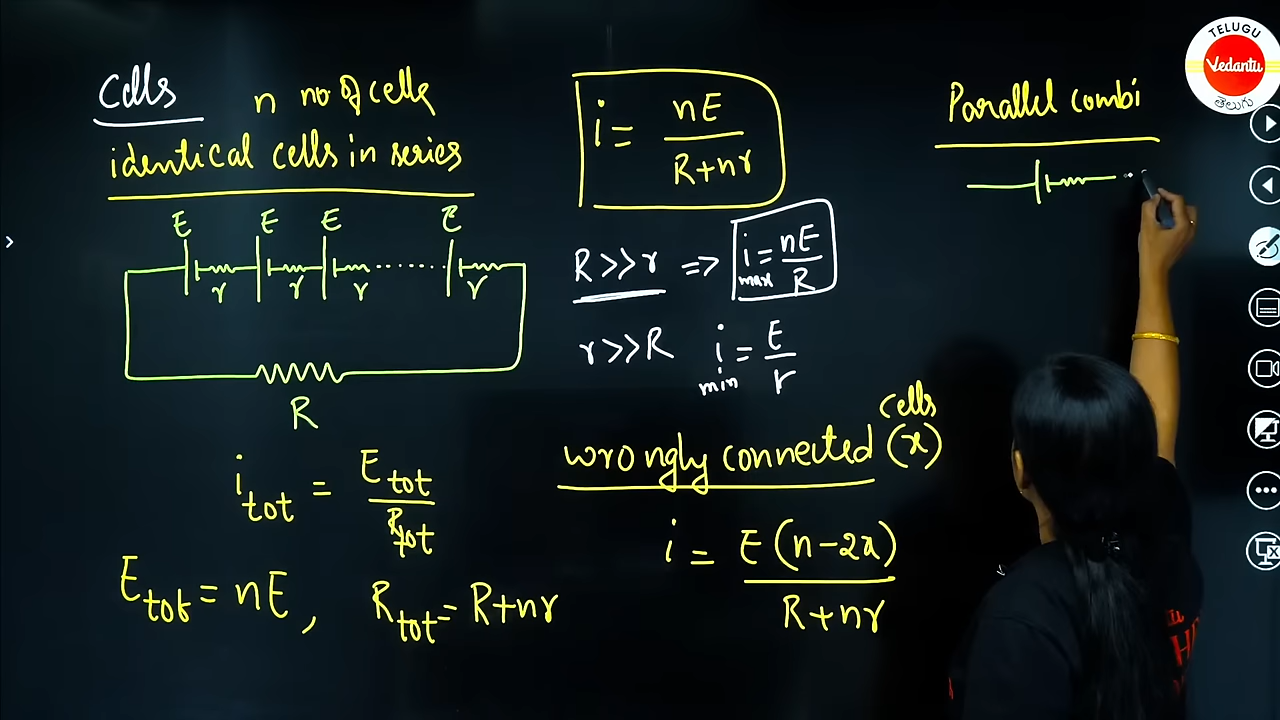 Cells n no of cells
identical cells in series
E E E E
r r r r
R
i tot = E tot / R tot
E tot = nE, R tot = R+nr
i = nE / R+nr
R>>r => i max = nE / R
r>>R i min = E / r
wrongly connected cells (x)
i = E(n-2x) / R+nr
Parallel combi
TELUGU
Vedantu
తెలుగు